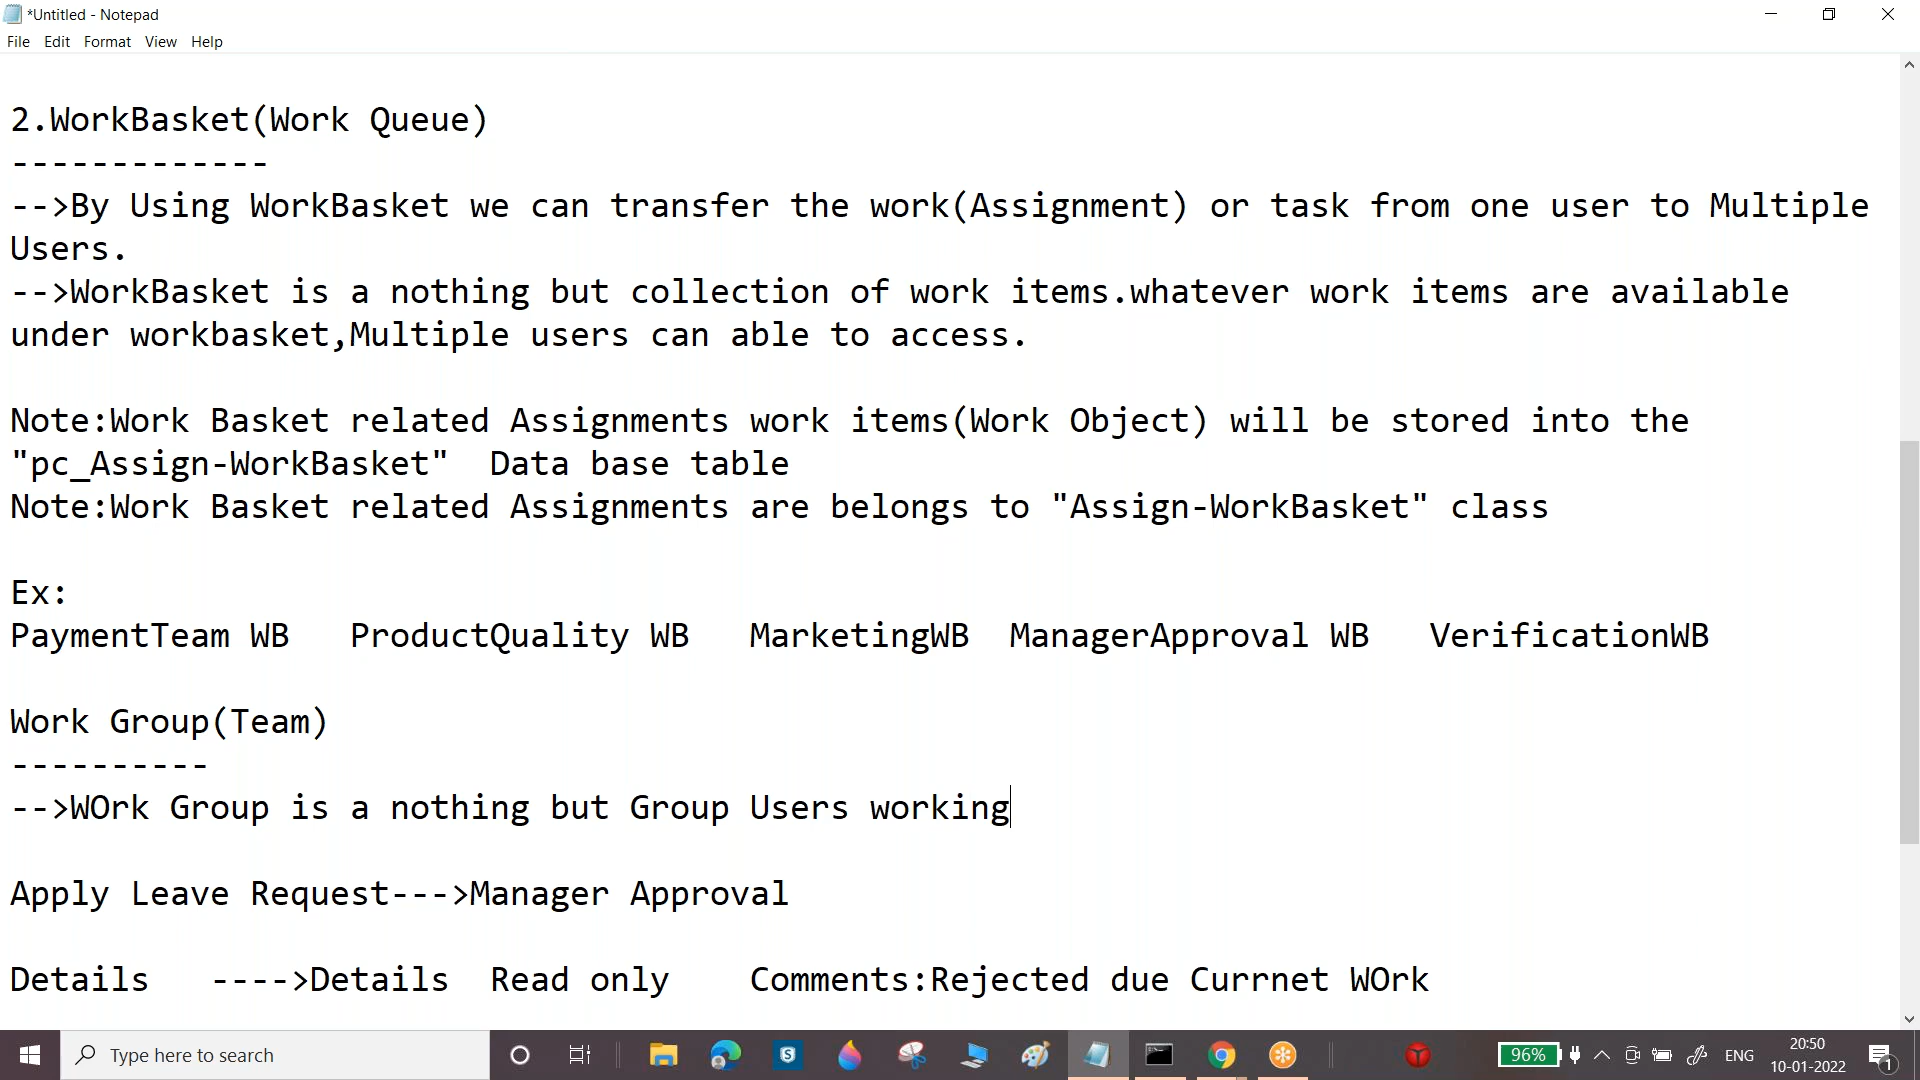 *Untitled - Notepad
File Edit Format View Help
2.WorkBasket(Work Queue)
-------------
-->By Using WorkBasket we can transfer the work(Assignment) or task from one user to Multiple
Users.
-->WorkBasket is a nothing but collection of work items.whatever work items are available
under workbasket,Multiple users can able to access.
Note:Work Basket related Assignments work items(Work Object) will be stored into the
"pc_Assign-WorkBasket"  Data base table
Note:Work Basket related Assignments are belongs to "Assign-WorkBasket" class
Ex:
PaymentTeam WB   ProductQuality WB   MarketingWB  ManagerApproval WB   VerificationWB
Work Group(Team)
----------
-->WOrk Group is a nothing but Group Users working
Apply Leave Request--->Manager Approval
Details   ---->Details  Read only    Comments:Rejected due Currnet WOrk
Type here to search
S
96%
ENG
20:50
10-01-2022
1